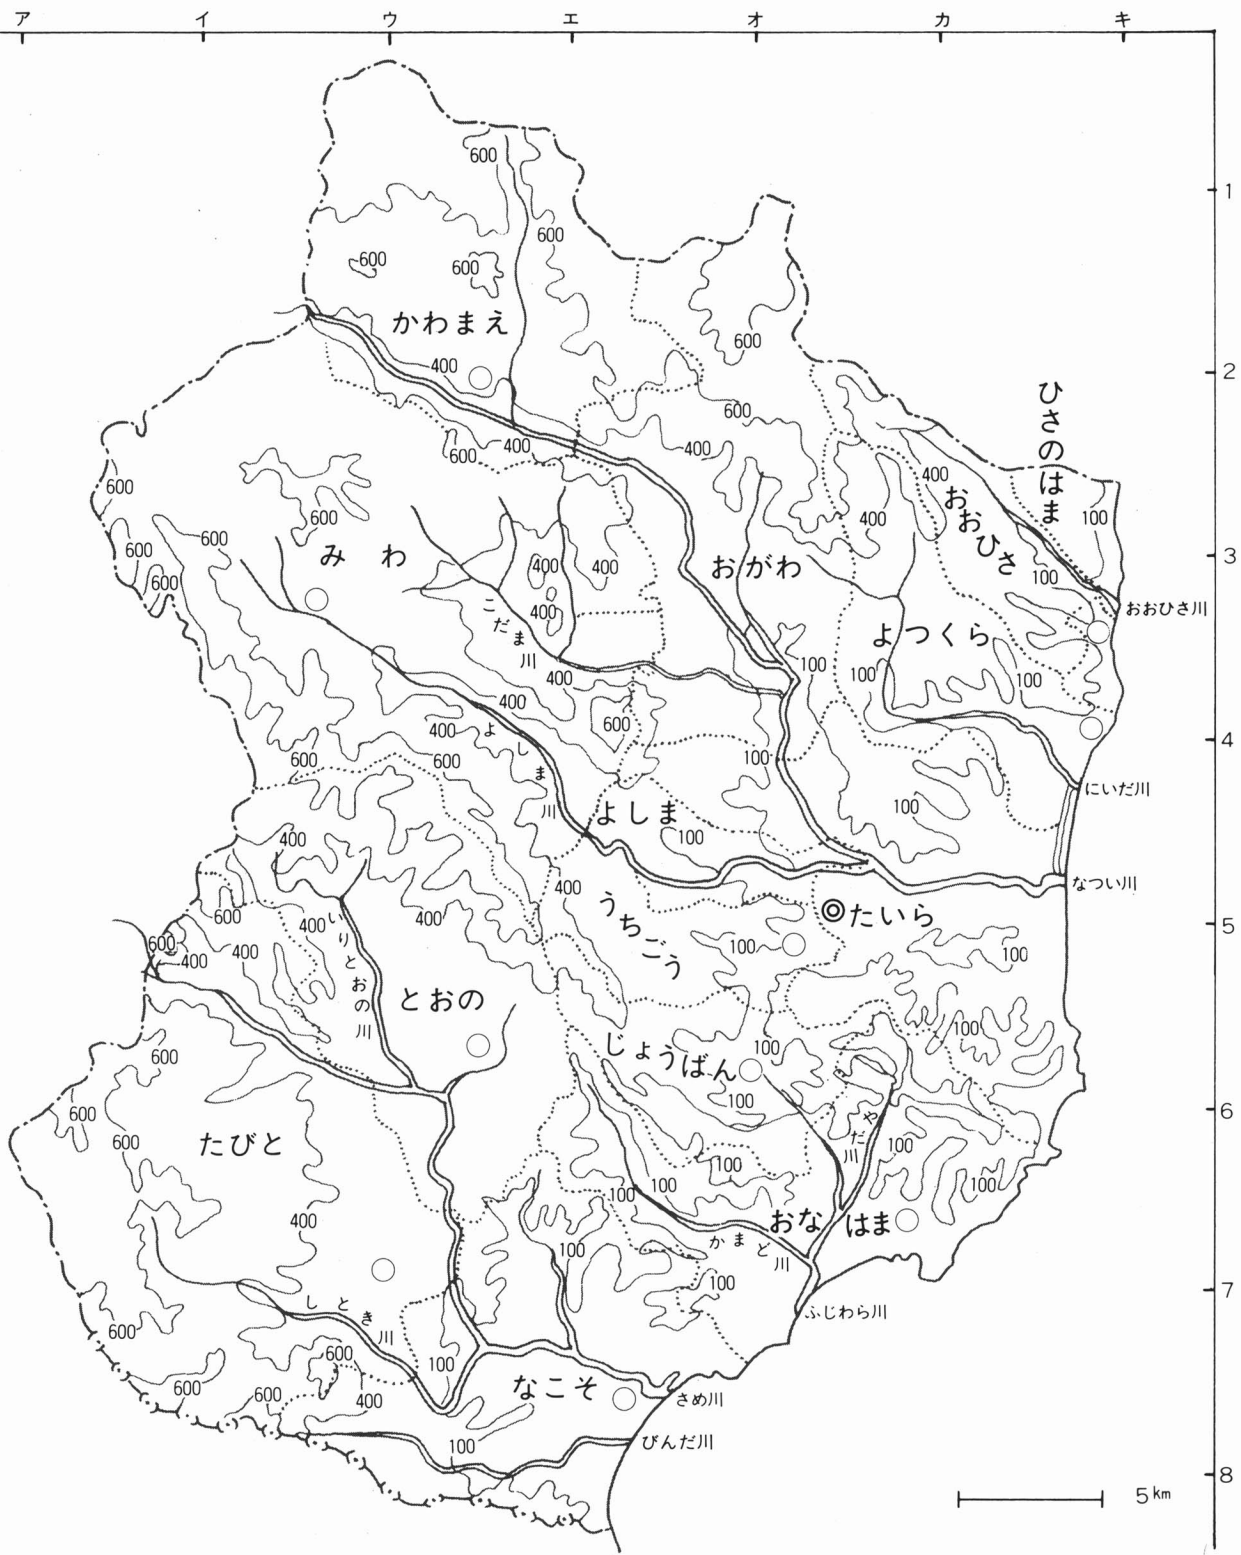 ア イ ウ エ オ カ キ
600
1
600
600 600
かわまえ
600
400
2
ひさのはま
600
400
600
400
400
おおひさ
600
600
400
100
600
600
みわ
400
400
おがわ
3
100
600
400
こだま川
おおひさ川
よつくら
100
400
100
100
400
600
400
よしま川
600
600
100
4
にいだ川
よしま
100
100
400
400
なつい川
うちごう
たいら
600
400
400
いりとおの川
100
5
100
600
400
400
とおの
じょうばん
100
100
600
100
6
600
600
たびと
やだ川
100
100
100
100
100
400
おなはま
かまど川
100
100
7
しとき川
ふじわら川
600
600
100
600
600
400
なこそ
さめ川
100
びんだ川
8
5km